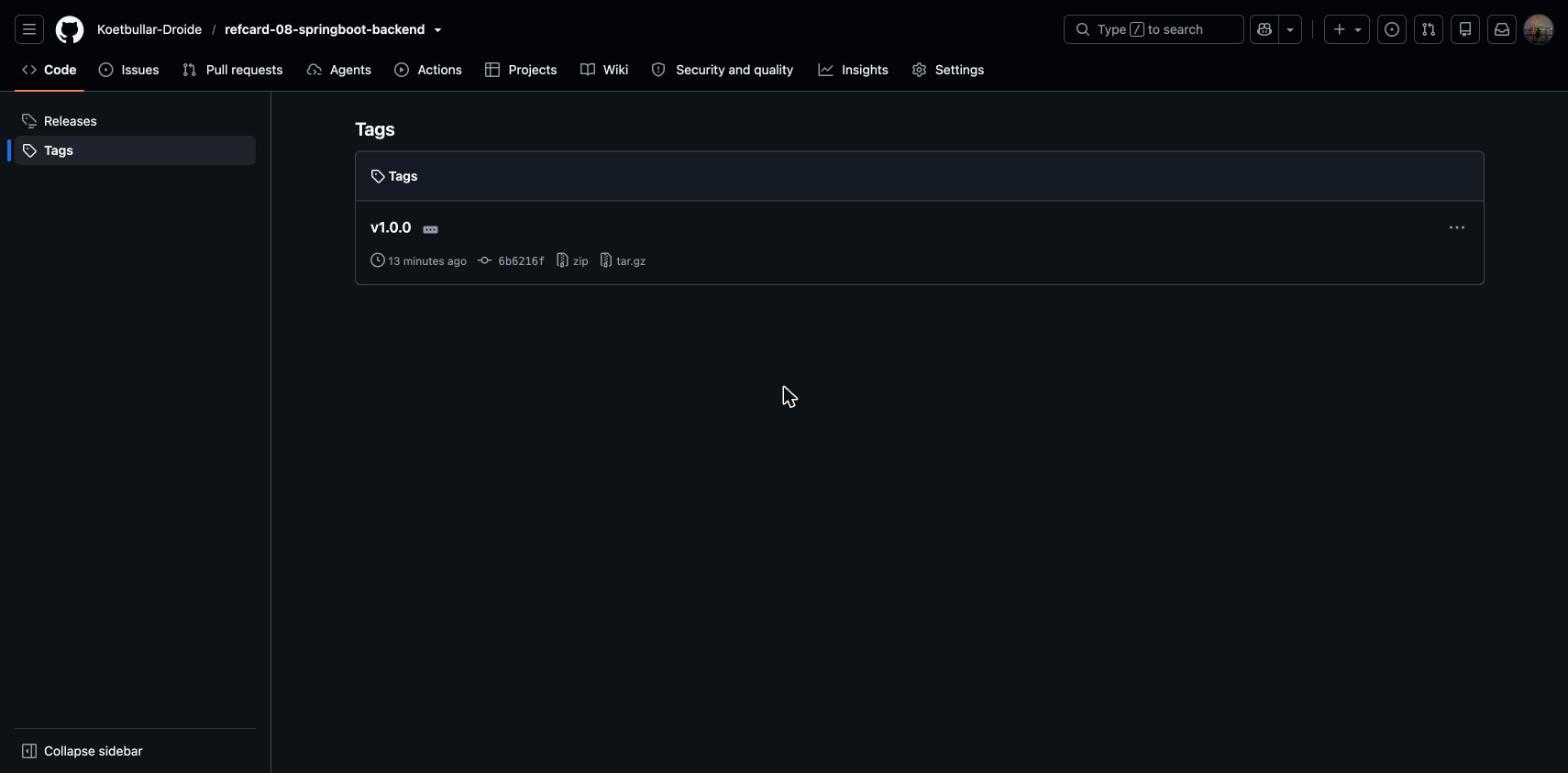 Koetbullar-Droide / refcard-08-springboot-backend
Type / to search
Code Issues Pull requests Agents Actions Projects Wiki Security and quality Insights Settings
Releases
Tags
Tags
Tags
v1.0.0
13 minutes ago 6b6216f zip tar.gz
Collapse sidebar